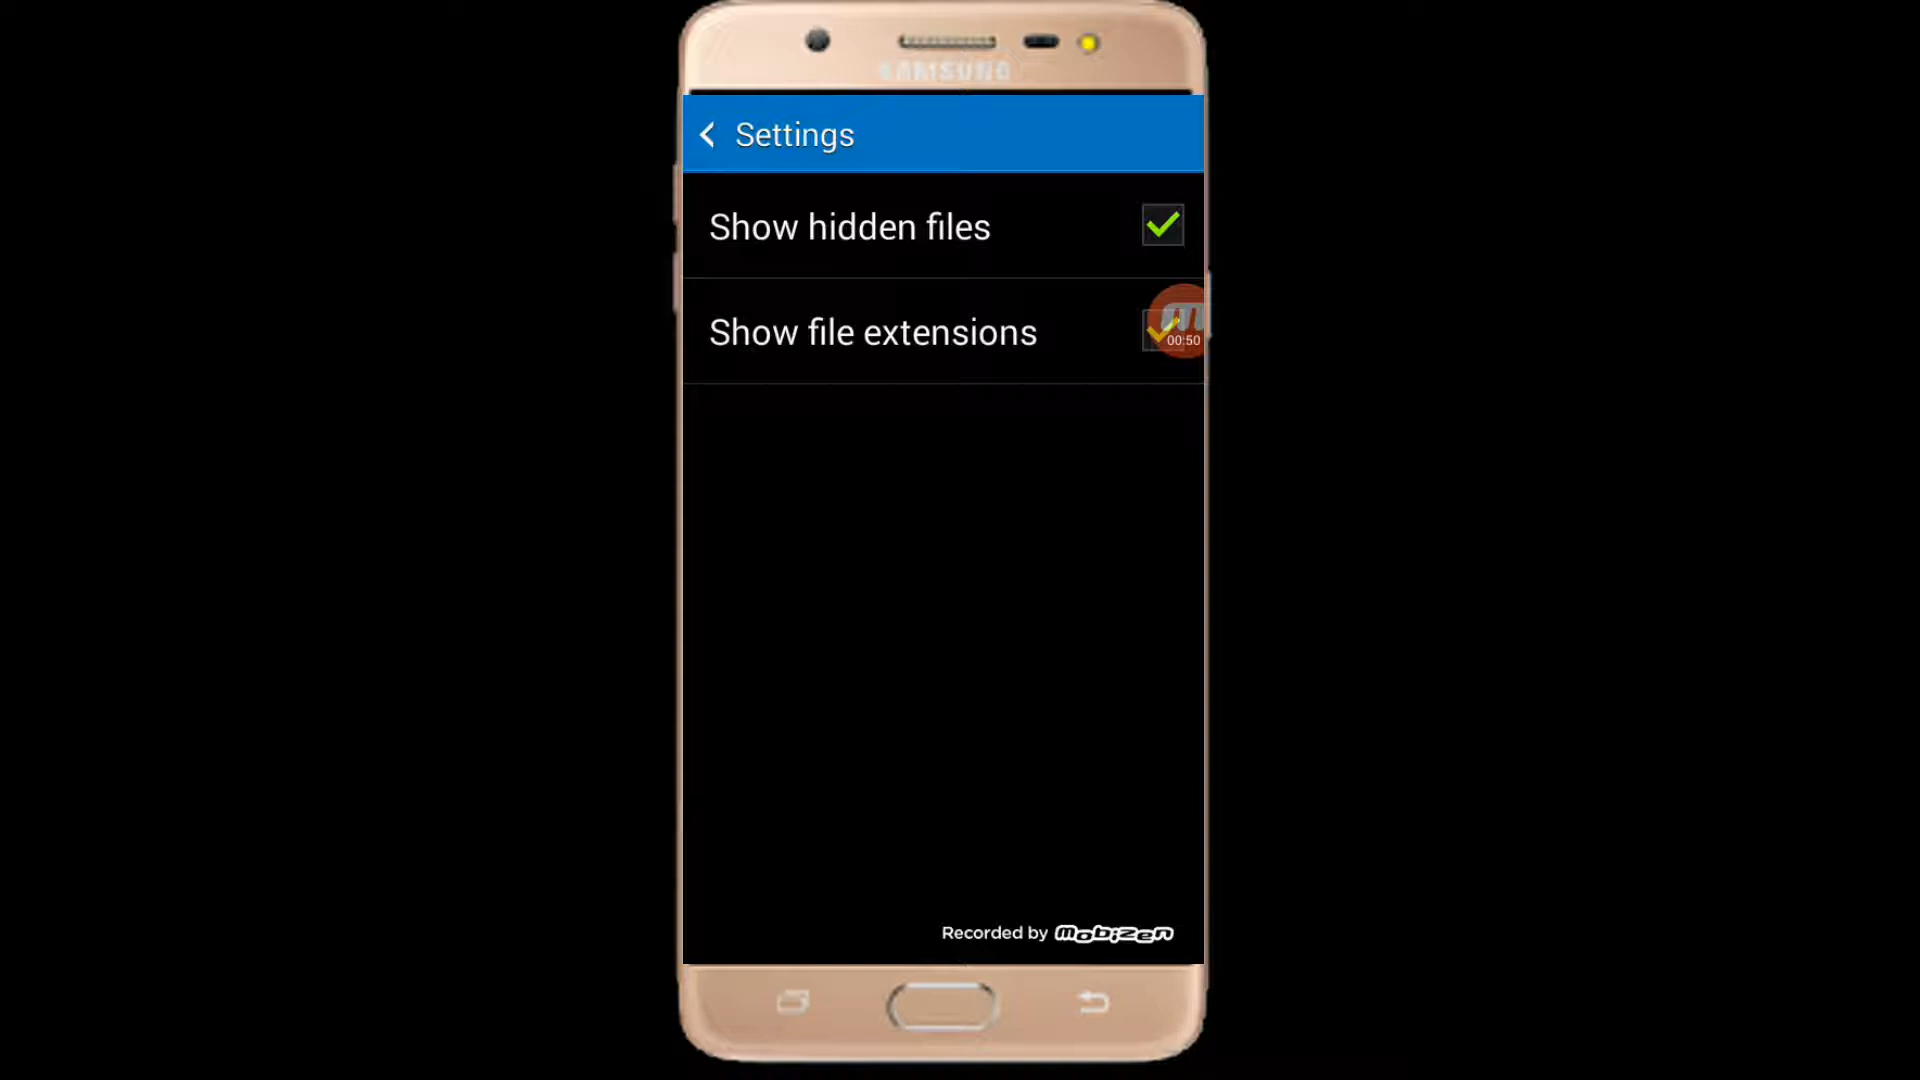 SAMSUNG
Settings
Show hidden files
Show file extensions
00:50
Recorded by Mobizen